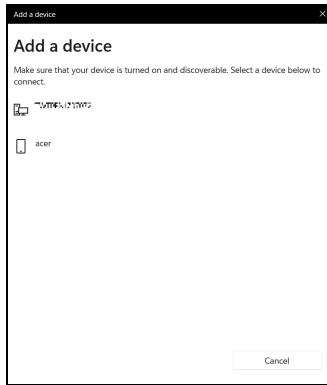 Add a device
Add a device
Make sure that your device is turned on and discoverable. Select a device below to
connect.
acer
Cancel